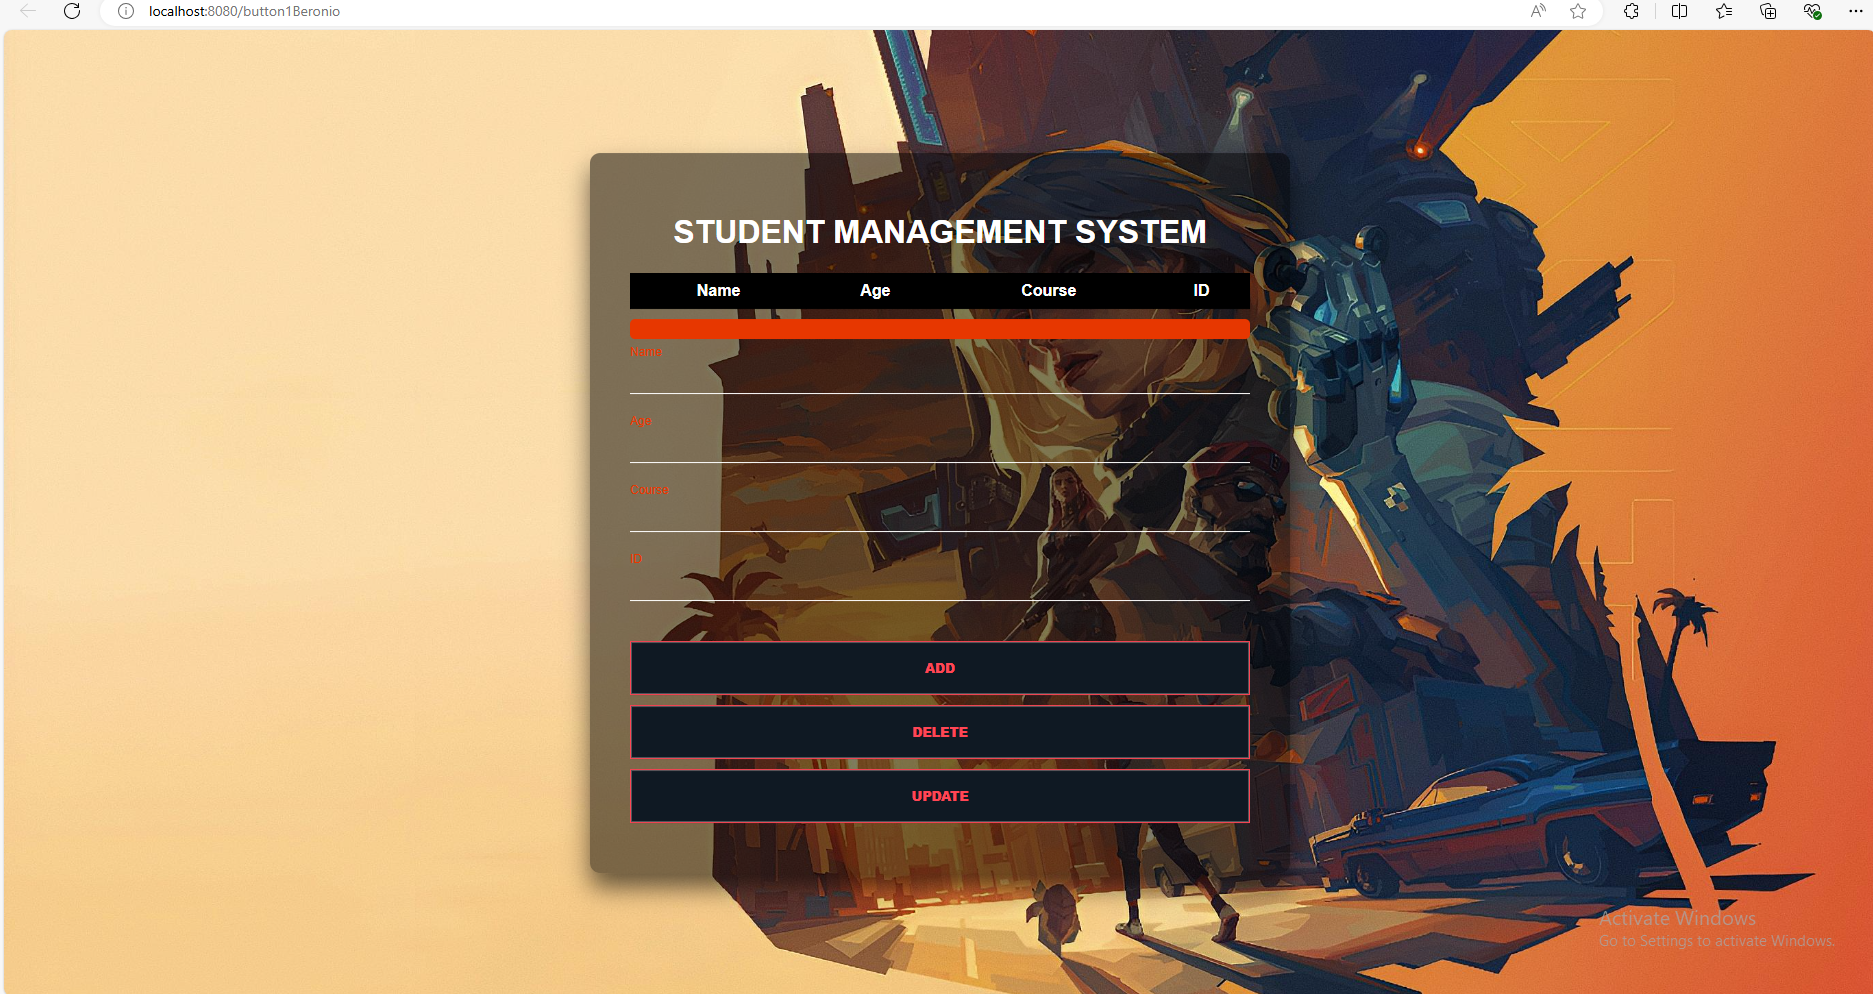 localhost:8080/button1Beronio
STUDENT MANAGEMENT SYSTEM
Name Age Course ID
Name
Age
Course
ID
ADD
DELETE
UPDATE
Activate Windows
Go to Settings to activate Windows.